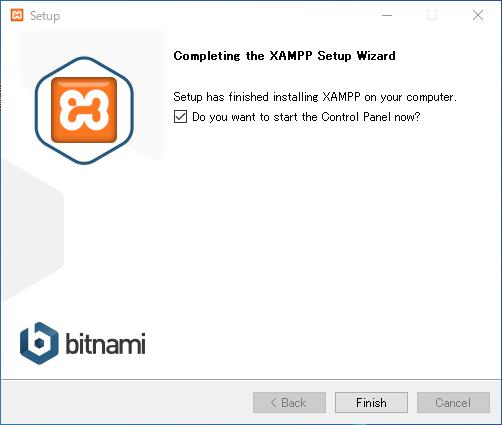 Setup
Completing the XAMPP Setup Wizard
Setup has finished installing XAMPP on your computer.
Do you want to start the Control Panel now?
bitnami
< Back
Finish
Cancel